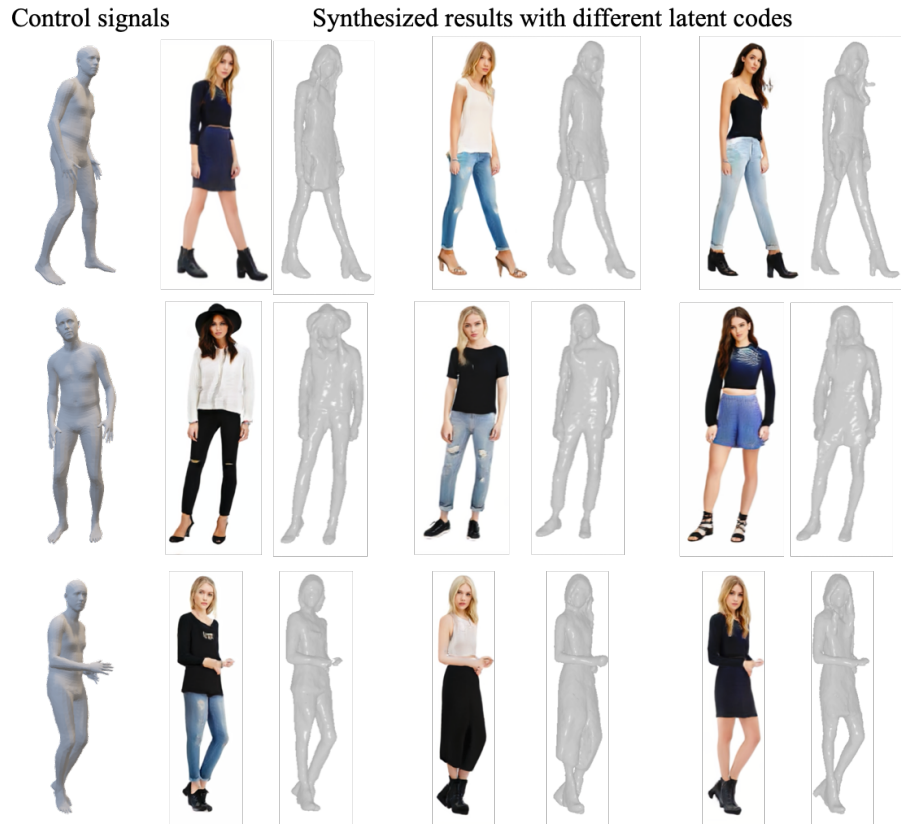 Control signals
Synthesized results with different latent codes